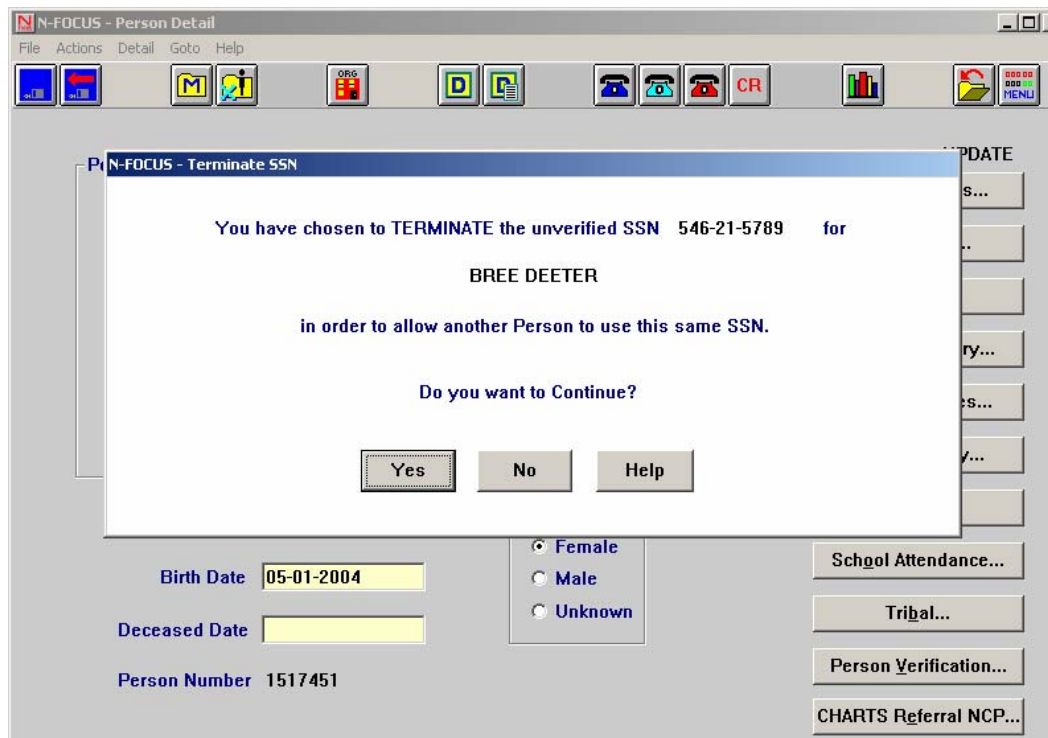 N-FOCUS - Person Detail
File Actions Detail Goto Help
M ORG D D CR MENU
UPDATE
N-FOCUS - Terminate SSN
You have chosen to TERMINATE the unverified SSN 546-21-5789 for
BREE DEETER
in order to allow another Person to use this same SSN.
Do you want to Continue?
Yes No Help
Female
Birth Date 05-01-2004 Male
Unknown
Deceased Date
Person Number 1517451
School Attendance...
Tribal...
Person Verification...
CHARTS Referral NCP...